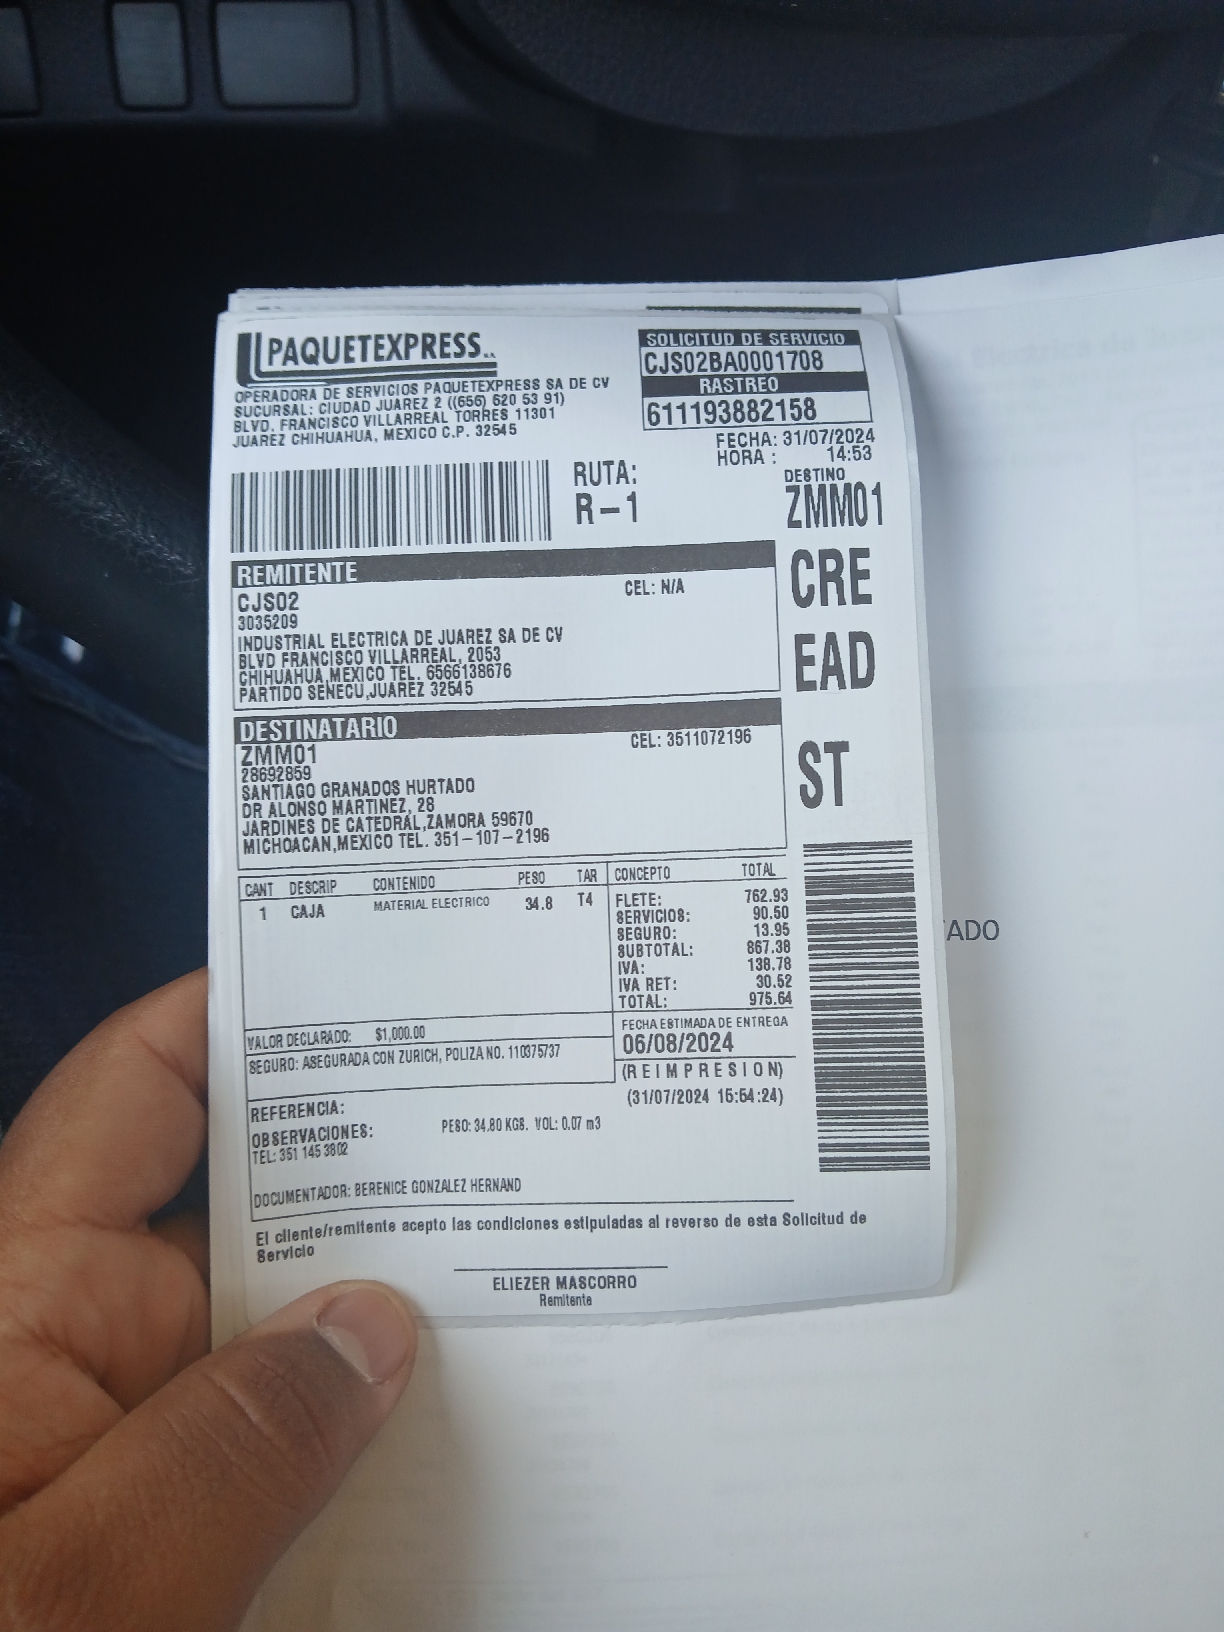 PAQUETEXPRESS
OPERADORA DE SERVICIOS PAQUETEXPRESS SA DE CV
SUCURSAL: CIUDAD JUAREZ 2 ((656) 620 53 91)
BLVD. FRANCISCO VILLARREAL TORRES 11301
JUAREZ CHIHUAHUA, MEXICO C.P. 32545
SOLICITUD DE SERVICIO
CJS02BA0001708
RASTREO
611193882158
FECHA: 31/07/2024
HORA : 14:53
RUTA:
R-1
DESTINO
ZMM01
CRE
EAD
ST
REMITENTE
CJS02 CEL: N/A
3035209
INDUSTRIAL ELECTRICA DE JUAREZ SA DE CV
BLVD FRANCISCO VILLARREAL, 2053
CHIHUAHUA,MEXICO TEL. 6566138676
PARTIDO SENECU,JUAREZ 32545
DESTINATARIO
ZMM01 CEL: 3511072196
28692859
SANTIAGO GRANADOS HURTADO
DR ALONSO MARTINEZ, 28
JARDINES DE CATEDRAL,ZAMORA 59670
MICHOACAN,MEXICO TEL. 351-107-2196
CANT DESCRIP CONTENIDO PESO TAR CONCEPTO TOTAL
1 CAJA MATERIAL ELECTRICO 34.8 T4
FLETE: 762.93
SERVICIOS: 90.50
SEGURO: 13.95
SUBTOTAL: 867.38
IVA: 138.78
IVA RET: 30.52
TOTAL: 975.64
VALOR DECLARADO: $1,000.00
SEGURO: ASEGURADA CON ZURICH, POLIZA NO. 110375737
FECHA ESTIMADA DE ENTREGA
06/08/2024
(REIMPRESION)
(31/07/2024 15:54:24)
REFERENCIA:
OBSERVACIONES: PESO: 34.80 KGS. VOL: 0.07 m3
TEL: 351 145 3802
DOCUMENTADOR: BERENICE GONZALEZ HERNAND
El cliente/remitente acepto las condiciones estipuladas al reverso de esta Solicitud de
Servicio
ELIEZER MASCORRO
Remitente
TADO